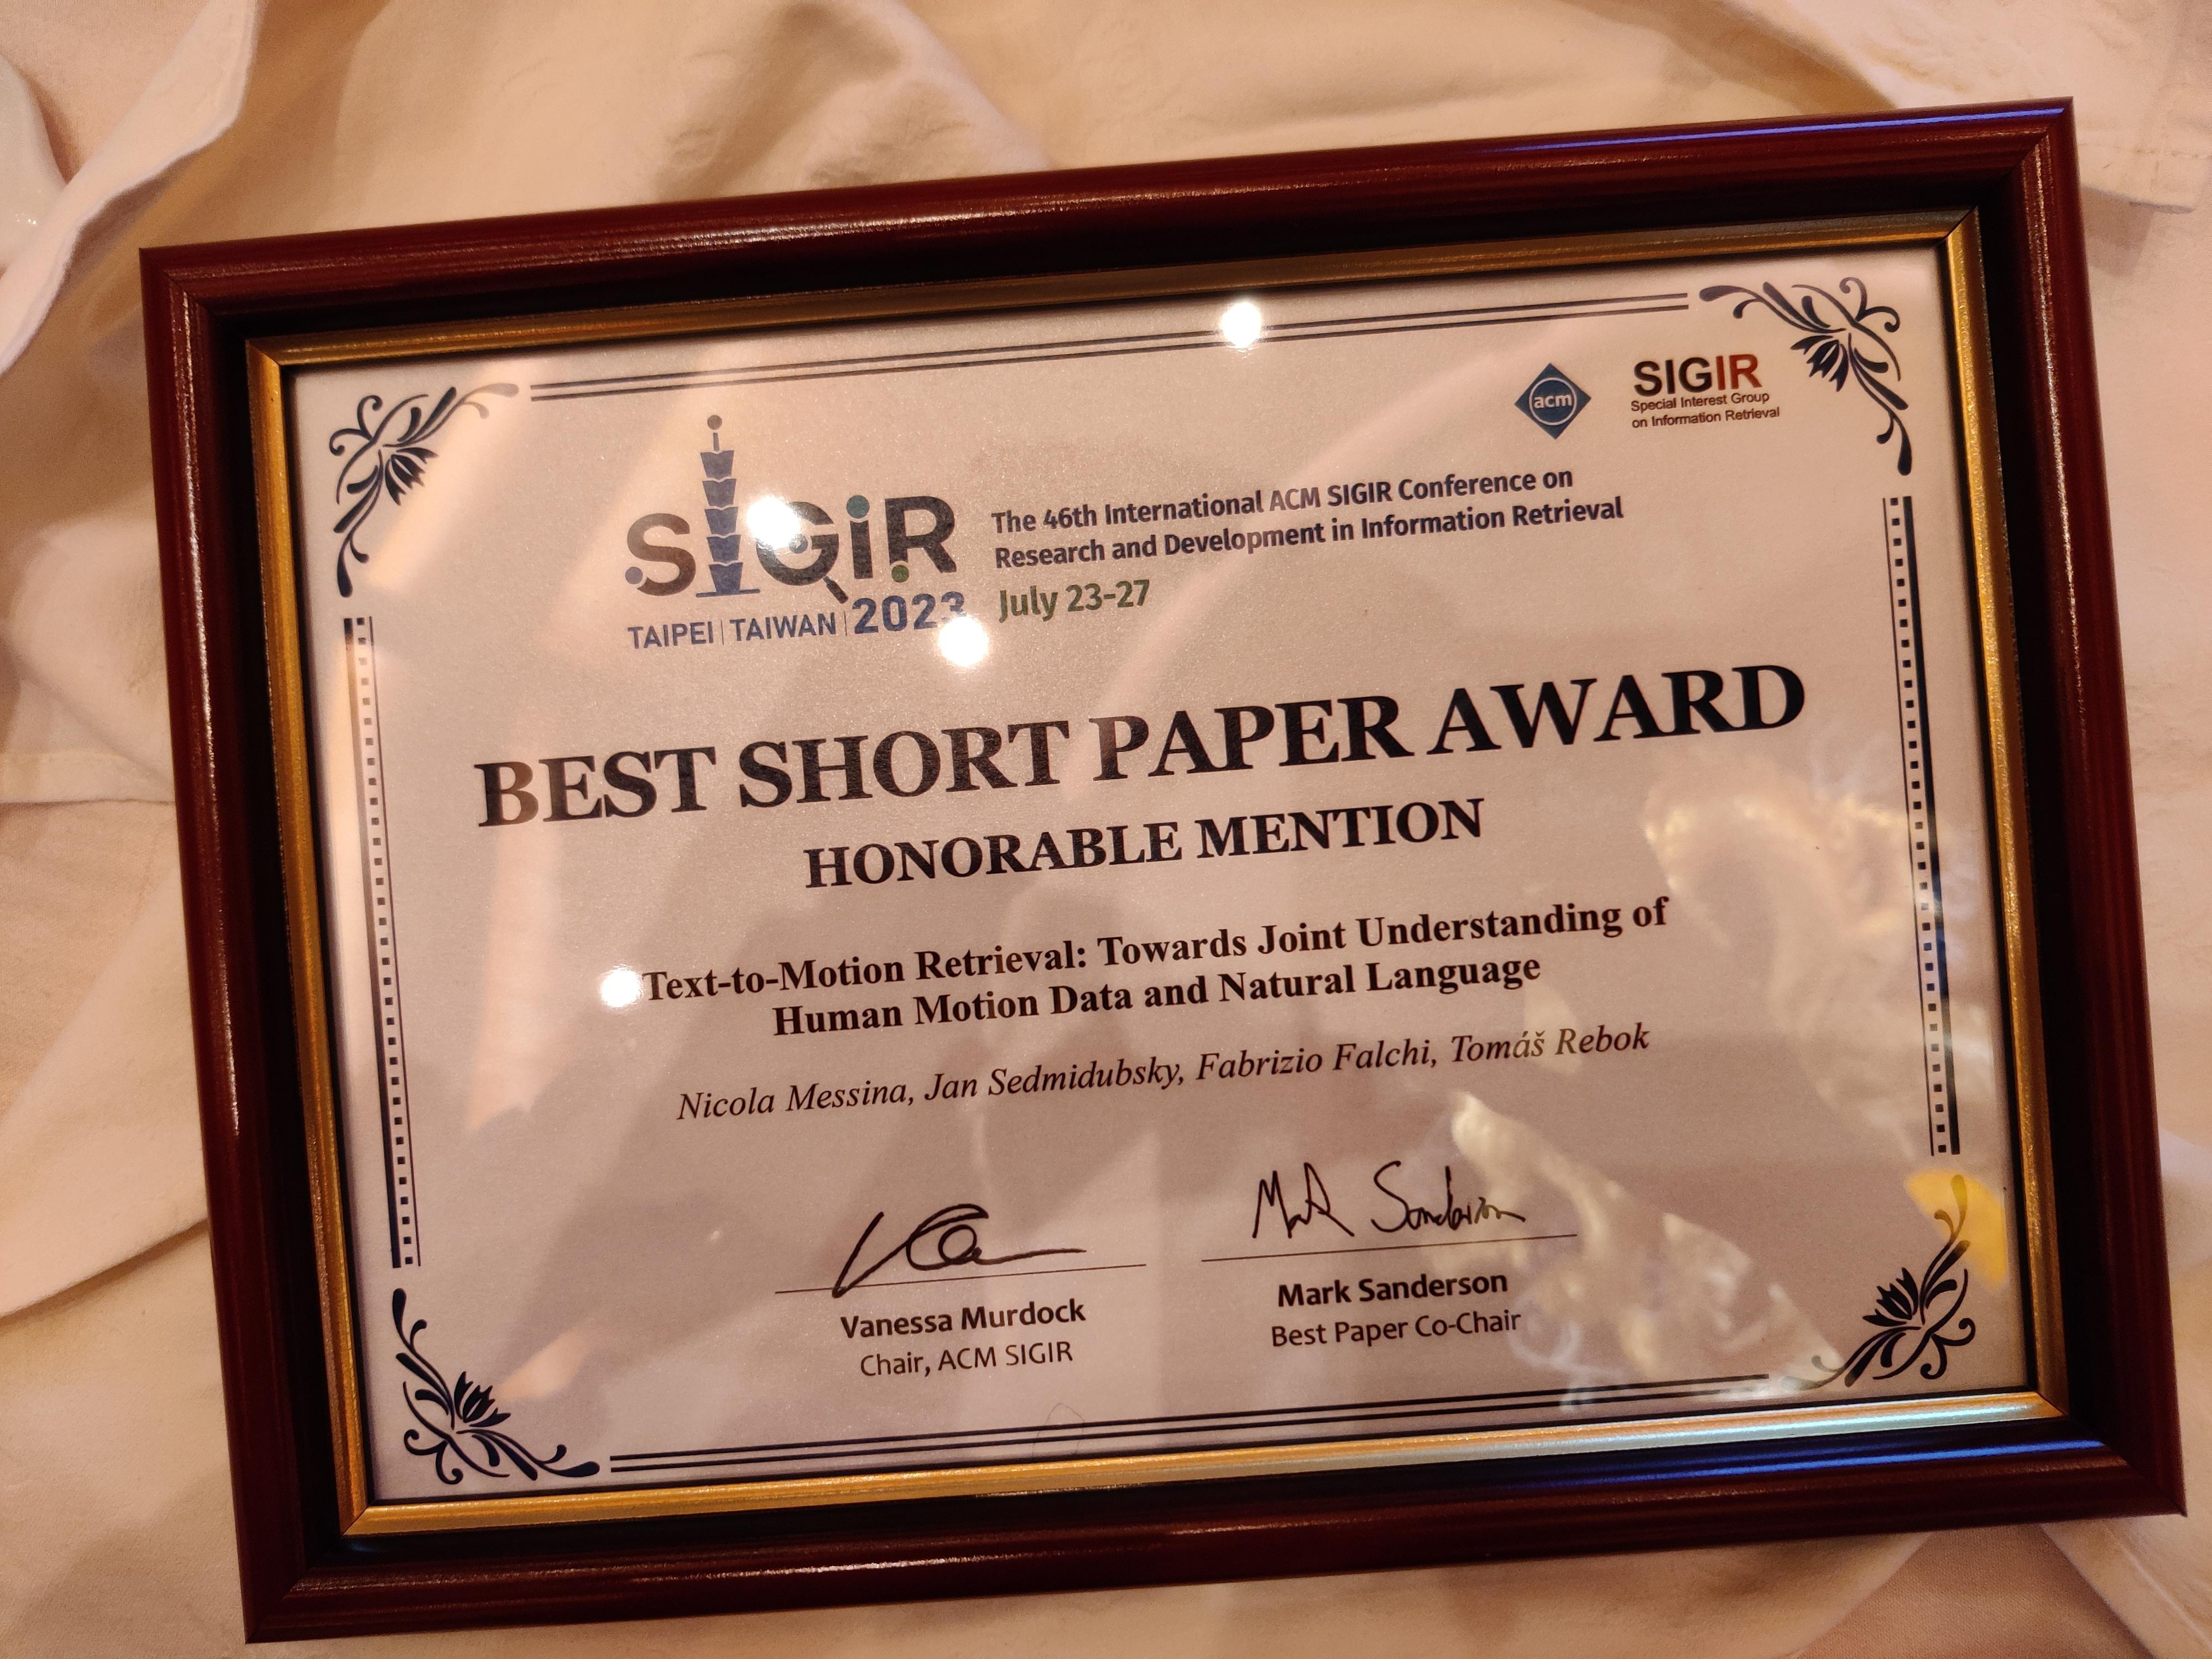 acm
SIGIR
Special Interest Group
on Information Retrieval
SIGIR
TAIPEI | TAIWAN | 2023
The 46th International ACM SIGIR Conference on
Research and Development in Information Retrieval
July 23-27
BEST SHORT PAPER AWARD
HONORABLE MENTION
Text-to-Motion Retrieval: Towards Joint Understanding of
Human Motion Data and Natural Language
Nicola Messina, Jan Sedmidubsky, Fabrizio Falchi, Tomáš Rebok
Mark Sanderson
Vanessa Murdock
Chair, ACM SIGIR
Mark Sanderson
Best Paper Co-Chair